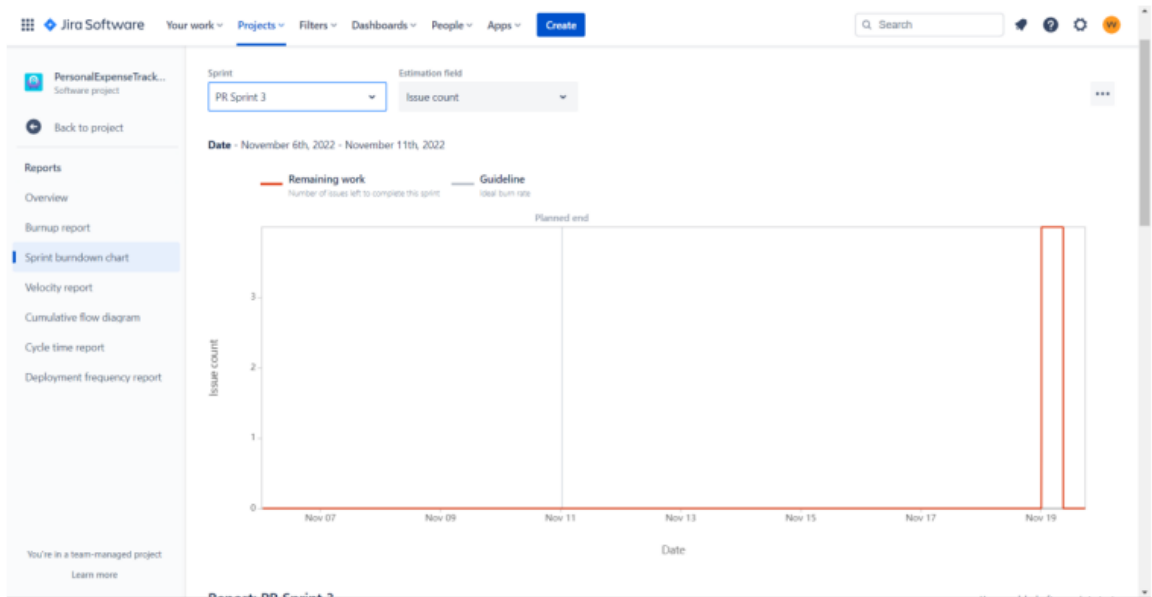 Jira Software Your work Projects Filters Dashboards People Apps Create Search
PersonalExpenseTrack...
Software project
Back to project
Reports
Overview
Burnup report
Sprint burndown chart
Velocity report
Cumulative flow diagram
Cycle time report
Deployment frequency report
You're in a team-managed project
Learn more
Sprint Estimation field
PR Sprint 3 Issue count
Date - November 6th, 2022 - November 11th, 2022
Remaining work Guideline
Number of issues left to complete this sprint Ideal burn rate
Planned end
3
2
1
0
Issue count
Nov 07 Nov 09 Nov 11 Nov 13 Nov 15 Nov 17 Nov 19
Date
Report: PR Sprint 3